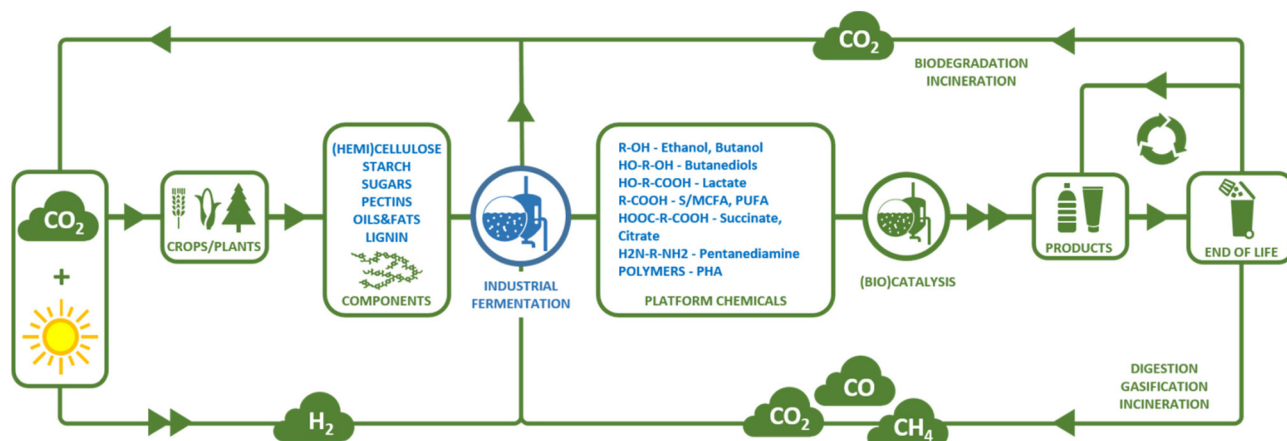 CO2
BIODEGRADATION
INCINERATION
CO2
+
CROPS/PLANTS
(HEMI)CELLULOSE
STARCH
SUGARS
PECTINS
OILS&FATS
LIGNIN
COMPONENTS
INDUSTRIAL
FERMENTATION
R-OH - Ethanol, Butanol
HO-R-OH - Butanediols
HO-R-COOH - Lactate
R-COOH - S/MCFA, PUFA
HOOC-R-COOH - Succinate,
Citrate
H2N-R-NH2 - Pentanediamine
POLYMERS - PHA
PLATFORM CHEMICALS
(BIO)CATALYSIS
PRODUCTS
END OF LIFE
H2
CO2
CO
CH4
DIGESTION
GASIFICATION
INCINERATION